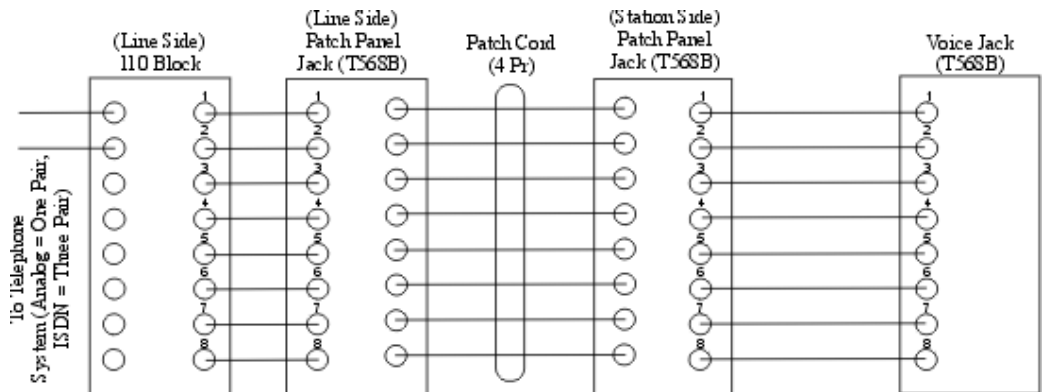 (Line Side)
110 Block
(Line Side)
Patch Panel
Jack (T568B)
Patch Cord
(4 Pr)
(Station Side)
Patch Panel
Jack (T568B)
Voice Jack
(T568B)
1
2
3
4
5
6
7
8
1
2
3
4
5
6
7
8
1
2
3
4
5
6
7
8
1
2
3
4
5
6
7
8
To Telephone
System (Analog = One Pair,
ISDN = Three Pair)